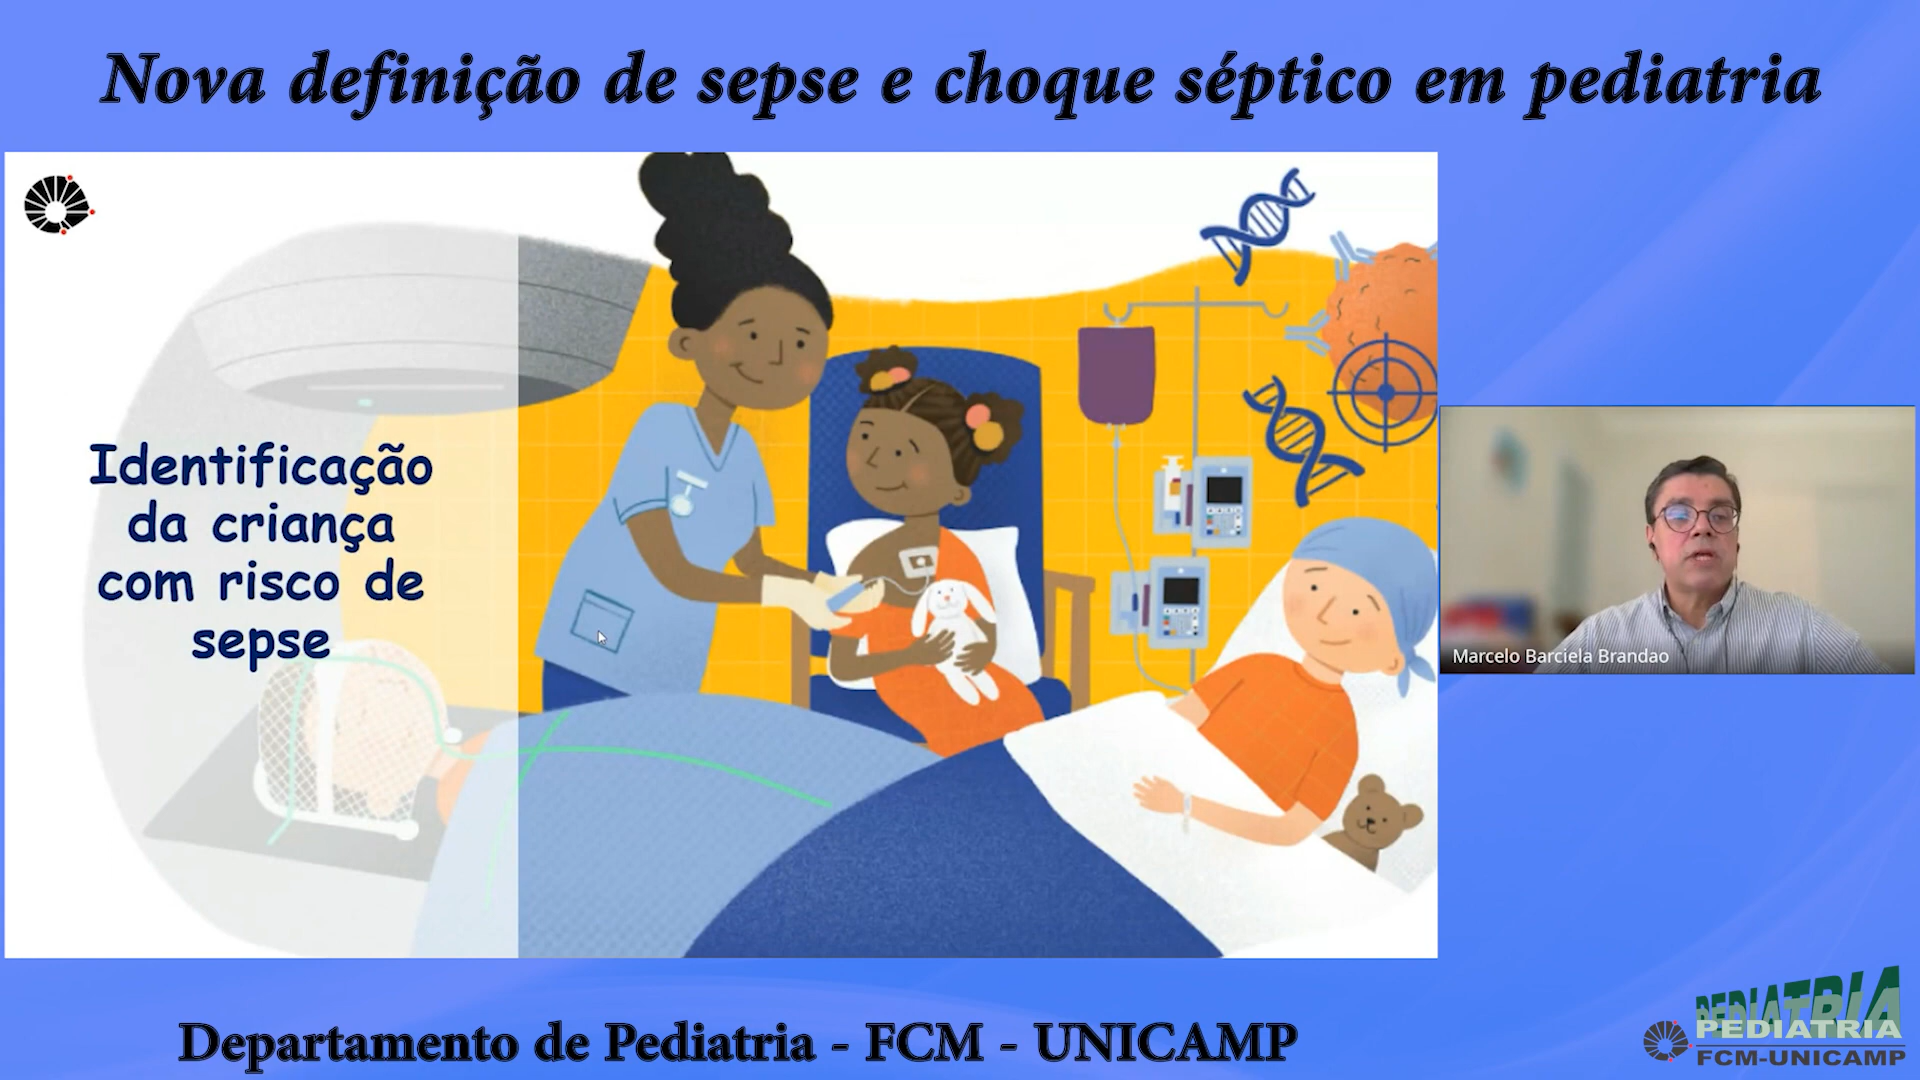 Nova definição de sepse e choque séptico em pediatria
Identificação
da criança
com risco de
sepse
Marcelo Barciela Brandao
Departamento de Pediatria - FCM - UNICAMP
PEDIATRIA
PEDIATRIA
FCM-UNICAMP